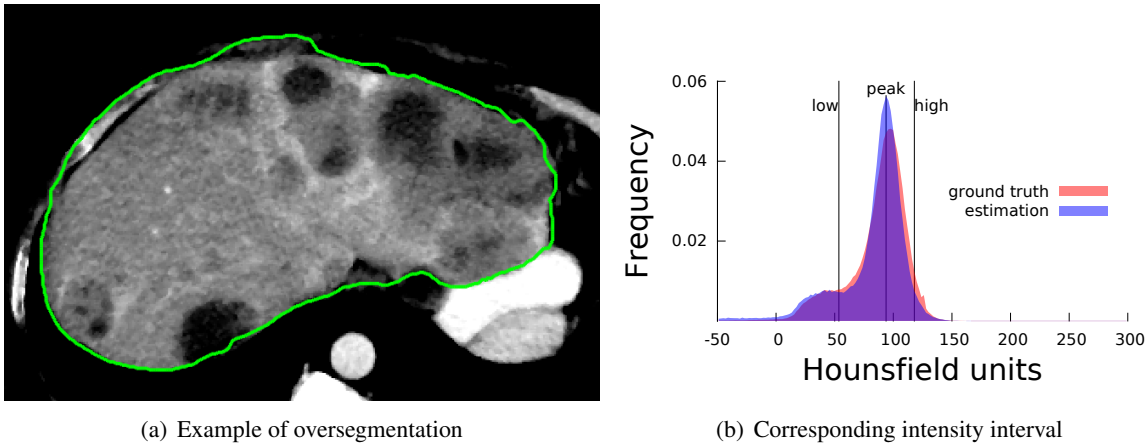 0.06
0.04
0.02
Frequency
low
peak
high
ground truth
estimation
-50 0 50 100 150 200 250 300
Hounsfield units
(a) Example of oversegmentation
(b) Corresponding intensity interval